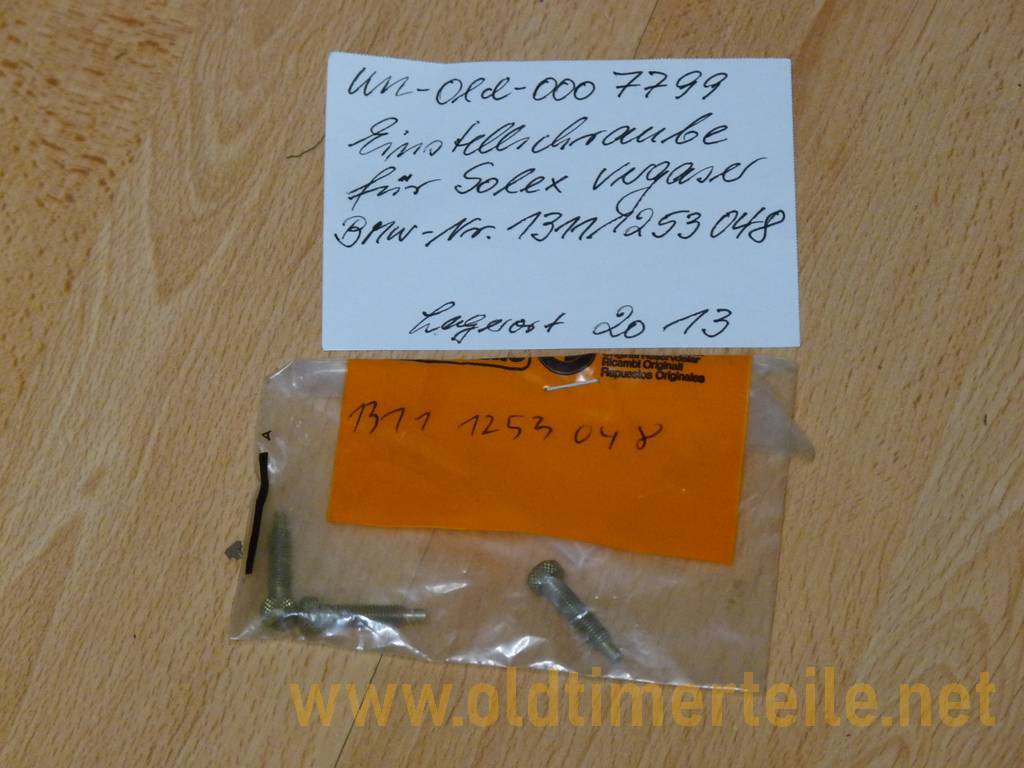 Un-Old-000 7799
Einstellschraube
für Solex Vergaser
BMW-Nr. 13111253048
Lagerort 20 13
Ricambi Originali
Repuestos Originales
1311 1253 048
A
www.oldtimerteile.net